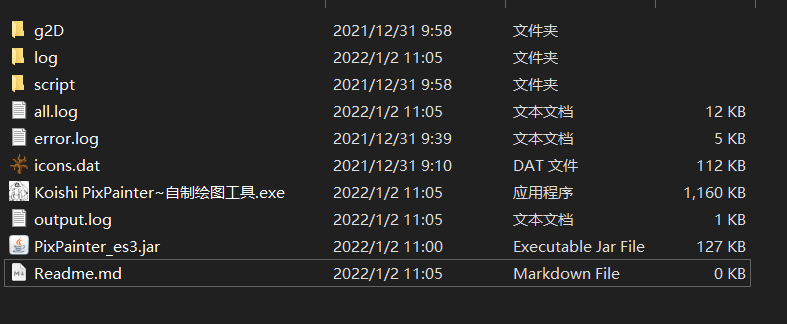 g2D 2021/12/31 9:58 文件夹
log 2022/1/2 11:05 文件夹
script 2021/12/31 9:58 文件夹
all.log 2022/1/2 11:05 文本文档 12 KB
error.log 2021/12/31 9:39 文本文档 5 KB
icons.dat 2021/12/31 9:10 DAT 文件 112 KB
Koishi PixPainter~自制绘图工具.exe 2022/1/2 11:05 应用程序 1,160 KB
output.log 2022/1/2 11:05 文本文档 1 KB
PixPainter_es3.jar 2022/1/2 11:00 Executable Jar File 127 KB
Readme.md 2022/1/2 11:05 Markdown File 0 KB